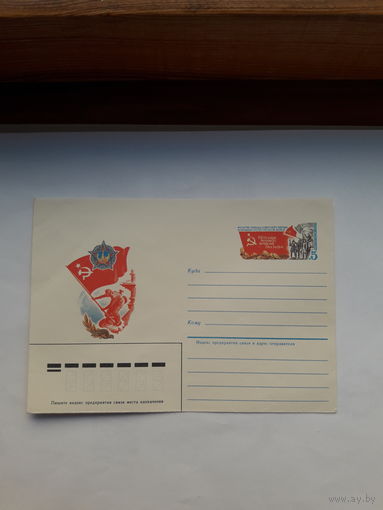 5
Куда
Кому
Индекс предприятия связи и адрес отправителя
Пишите индекс предприятия связи места назначения
www.ay.by